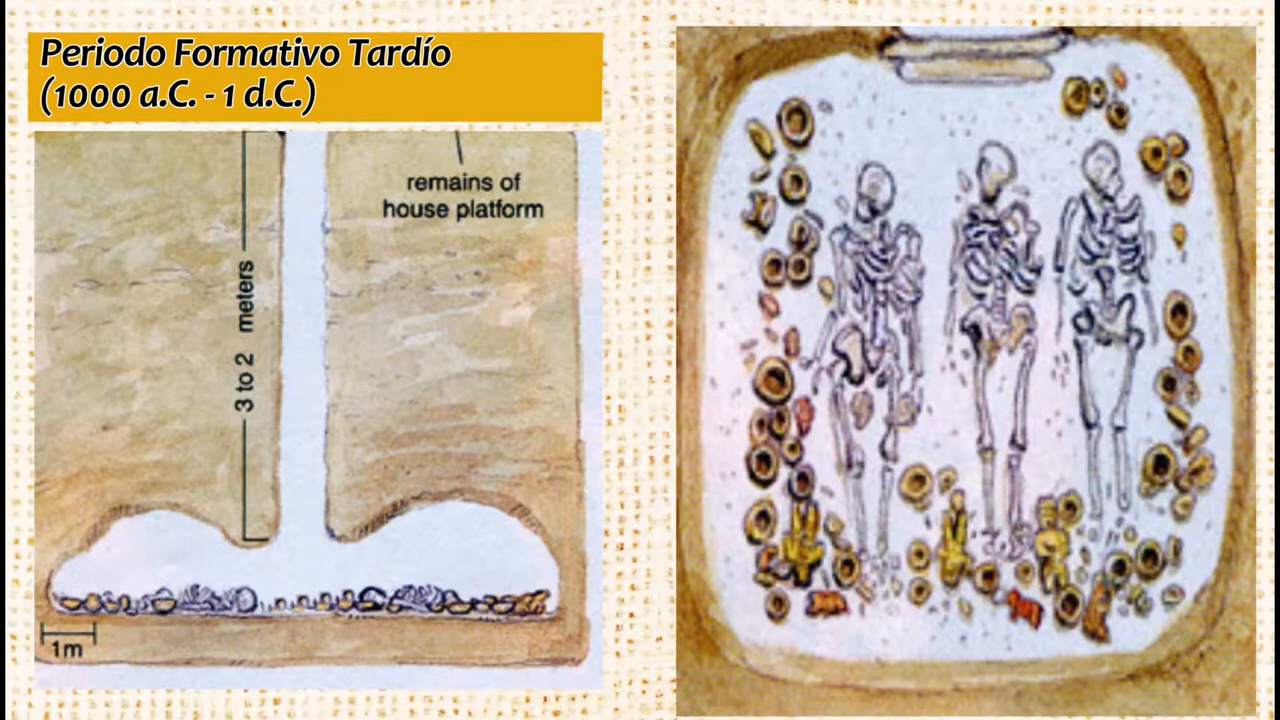 Periodo Formativo Tardío
(1000 a.C. - 1 d.C.)
remains of
house platform
3 to 2 meters
1m